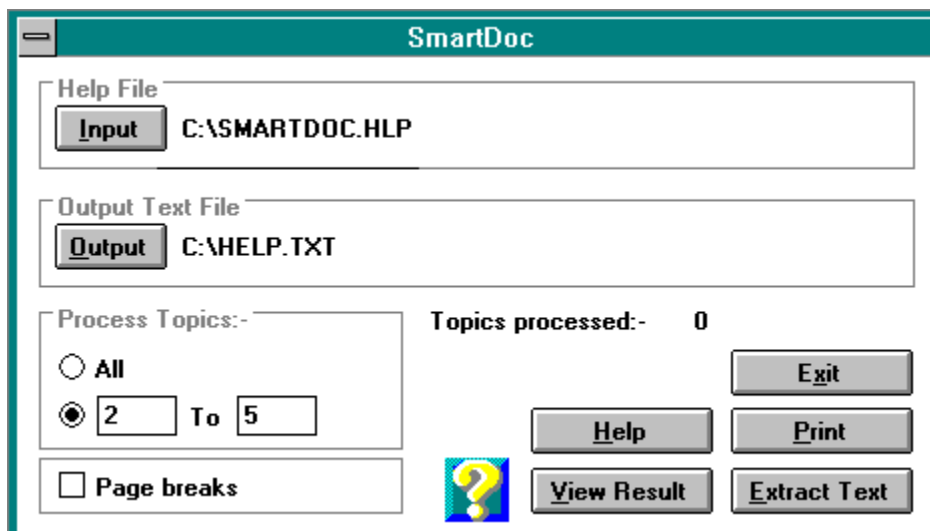 SmartDoc
Help File
Input C:\SMARTDOC.HLP
Output Text File
Output C:\HELP.TXT
Process Topics:- Topics processed:- 0
All
Exit
2 To 5
Help Print
Page breaks
View Result Extract Text